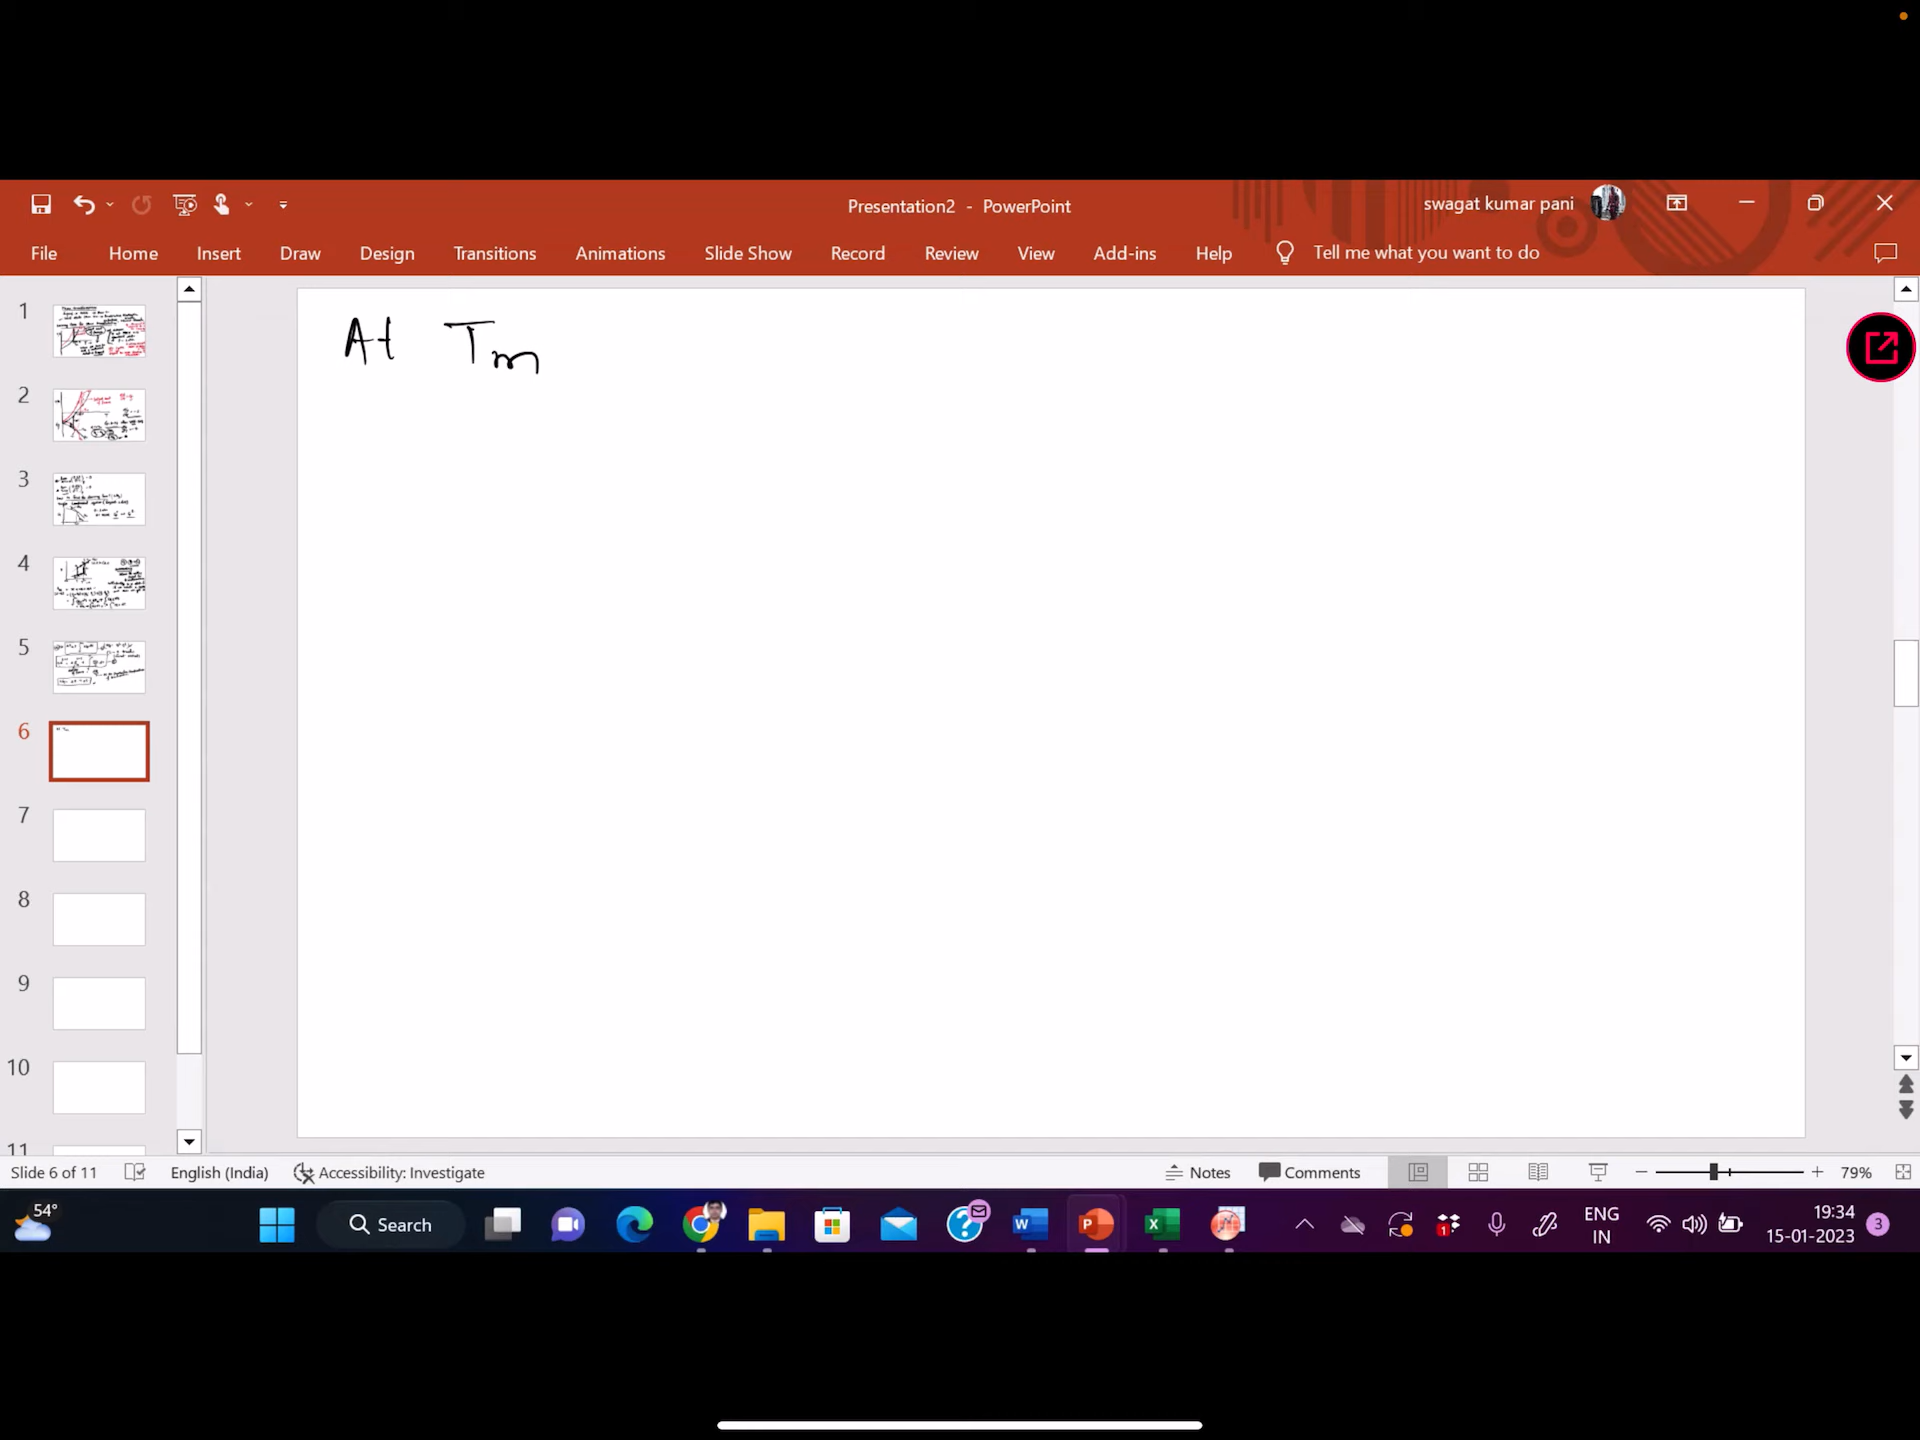 Presentation2 - PowerPoint
swagat kumar pani
File Home Insert Draw Design Transitions Animations Slide Show Record Review View Add-ins Help Tell me what you want to do
At Tm
1
2
3
4
5
6
7
8
9
10
11
Slide 6 of 11 English (India) Accessibility: Investigate Notes Comments 79%
54°
Search
ENG
IN
19:34
15-01-2023
3
1